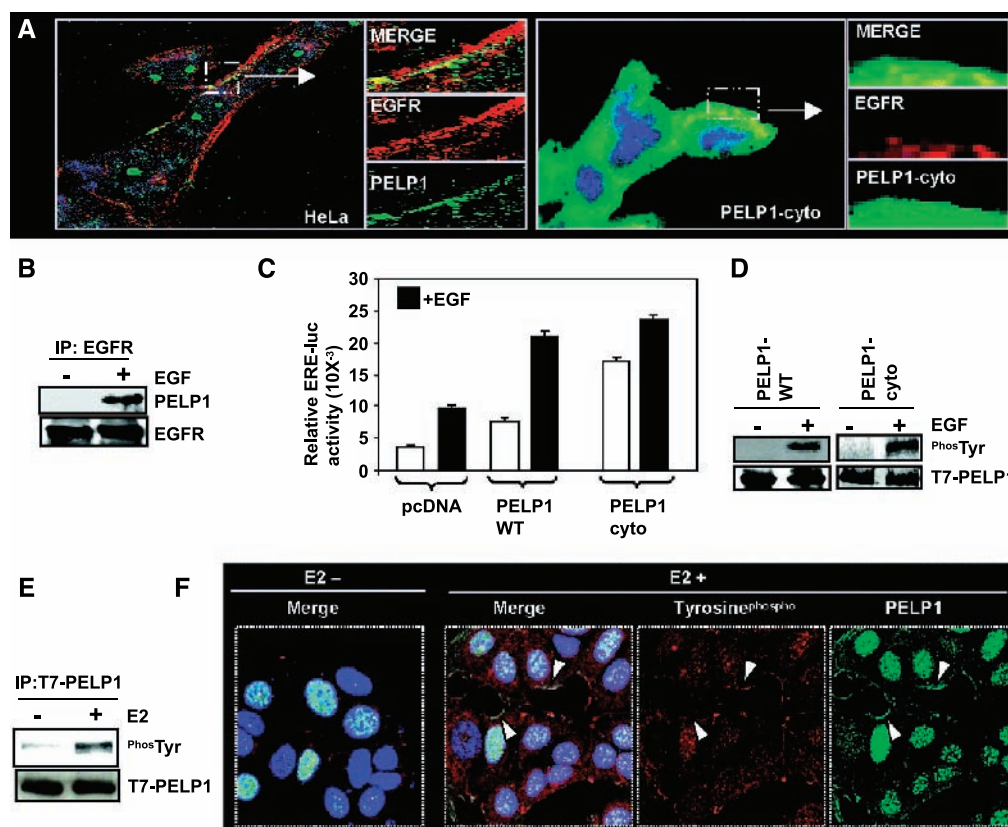 A
MERGE
EGFR
PELP1
HeLa
MERGE
EGFR
PELP1-cyto
PELP1-cyto
B
IP: EGFR
- + EGF
PELP1
EGFR
C
Relative ERE-luc
activity (10X⁻³)
30
25
20
15
10
5
0
+EGF
pcDNA
PELP1
WT
PELP1
cyto
D
PELP1-
WT
PELP1-
cyto
- + - + EGF
PhosTyr
T7-PELP1
E
IP:T7-PELP1
- + E2
PhosTyr
T7-PELP1
F
E2 –
Merge
E2 +
Merge
Tyrosinephospho
PELP1